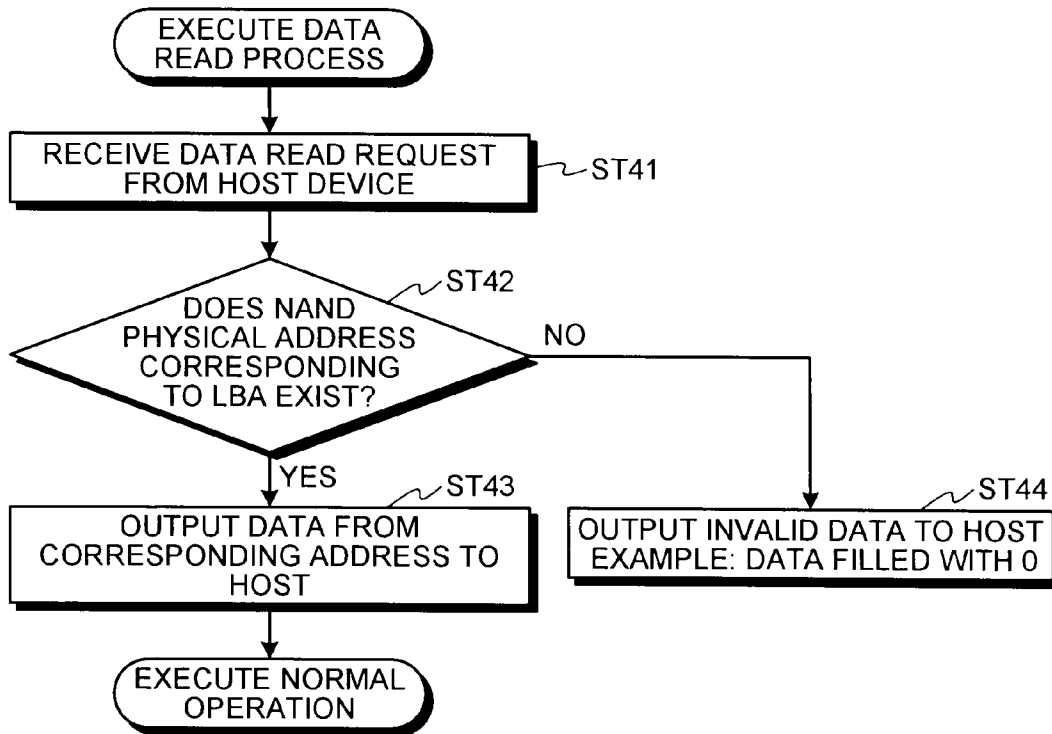 EXECUTE DATA
READ PROCESS
RECEIVE DATA READ REQUEST
FROM HOST DEVICE
ST41
DOES NAND
PHYSICAL ADDRESS
CORRESPONDING
TO LBA EXIST?
ST42
NO
YES
OUTPUT DATA FROM
CORRESPONDING ADDRESS TO
HOST
ST43
OUTPUT INVALID DATA TO HOST
EXAMPLE: DATA FILLED WITH 0
ST44
EXECUTE NORMAL
OPERATION